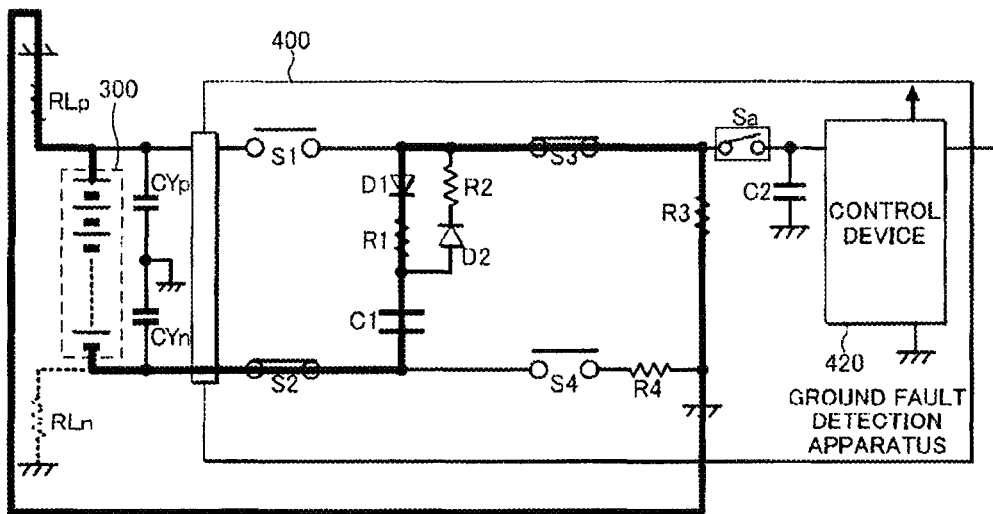 400
RLp
300
S1
S3
Sa
CYp
D1
R2
C2
CONTROL
DEVICE
R3
R1
D2
CYn
C1
S2
S4
R4
420
RLn
GROUND FAULT
DETECTION
APPARATUS